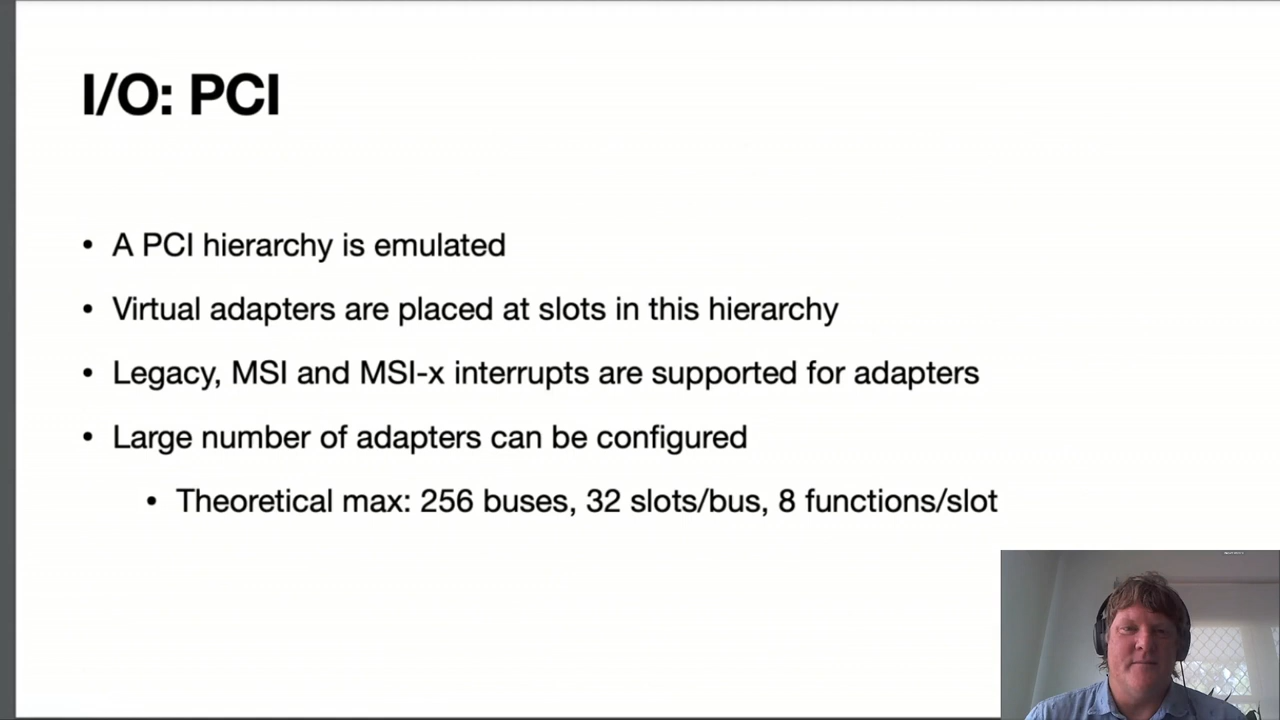 I/O: PCI
• A PCI hierarchy is emulated
• Virtual adapters are placed at slots in this hierarchy
• Legacy, MSI and MSI-x interrupts are supported for adapters
• Large number of adapters can be configured
• Theoretical max: 256 buses, 32 slots/bus, 8 functions/slot